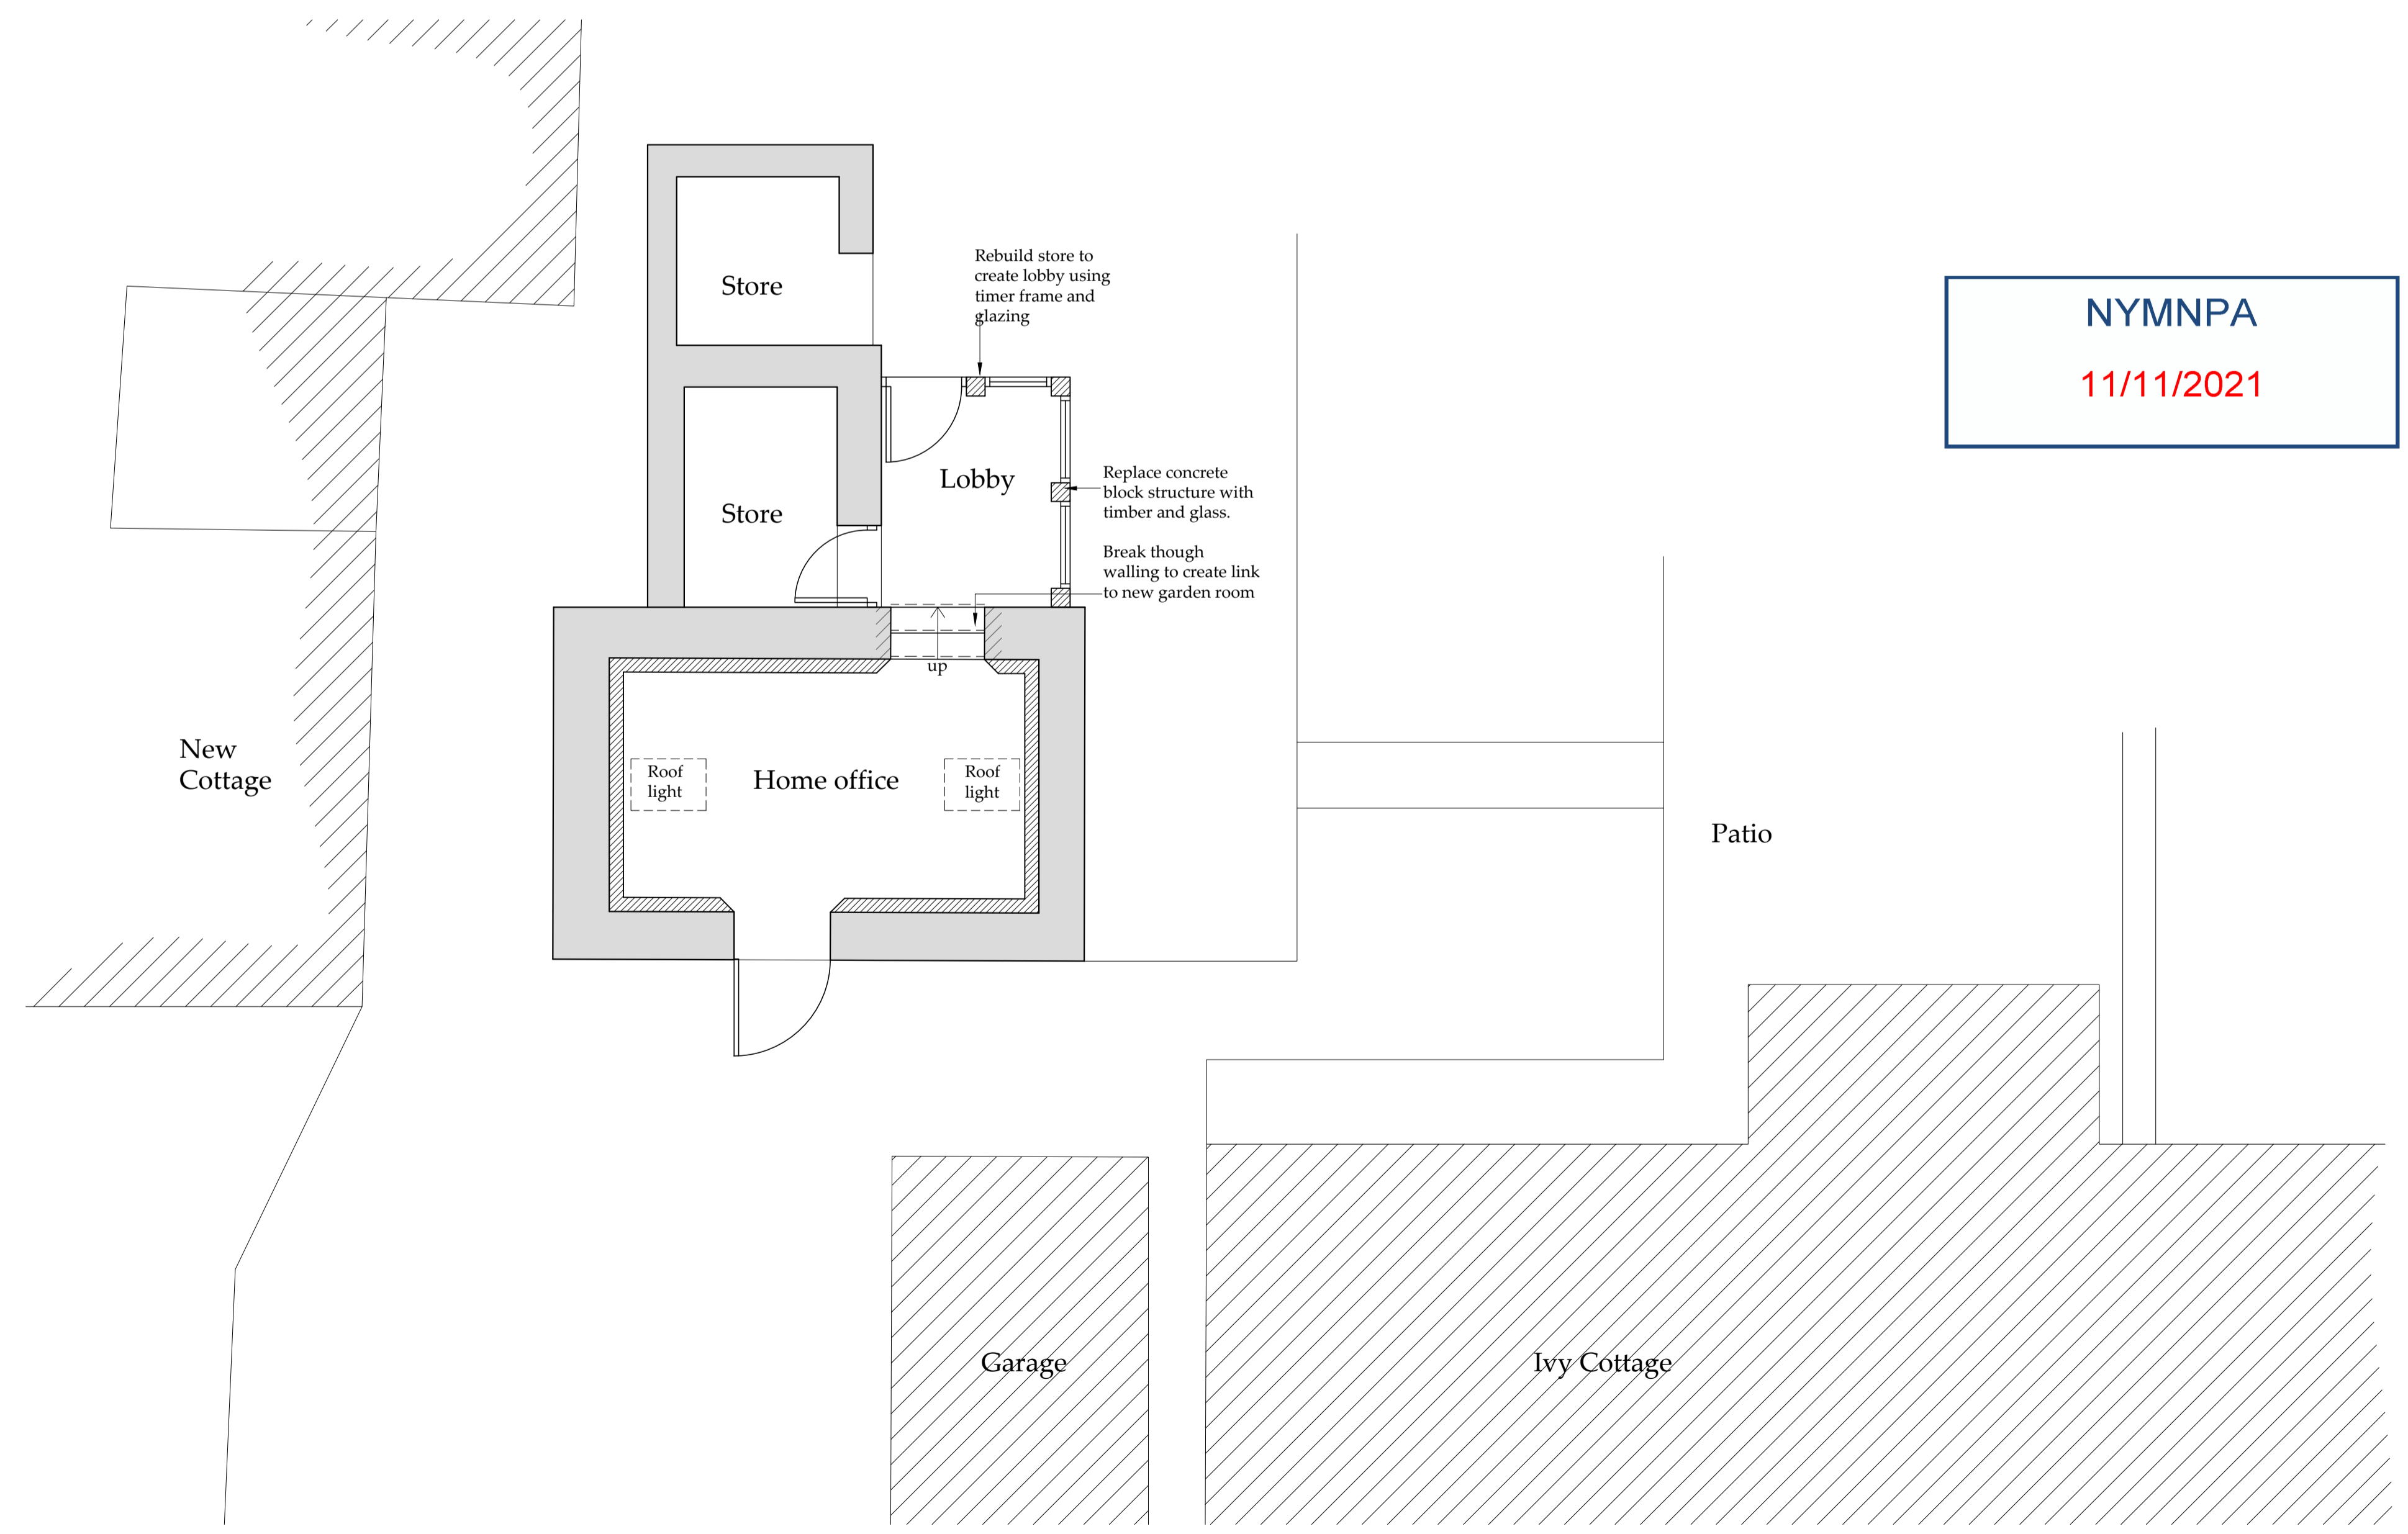 Rebuild store to
create lobby using
timer frame and
glazing
NYMNPA
11/11/2021
Store
Lobby
Replace concrete
block structure with
timber and glass.
Store
Break though
walling to create link
to new garden room
up
New
Cottage
Roof
light
Home office
Roof
light
Patio
Garage
Ivy Cottage